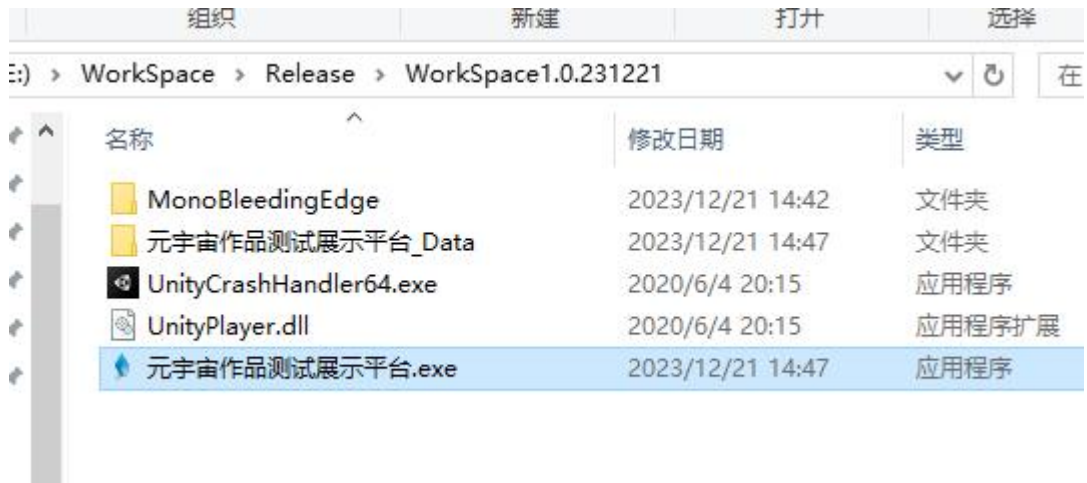 组织 新建 打开 选择
E:) › WorkSpace › Release › WorkSpace1.0.231221 在
名称 修改日期 类型
MonoBleedingEdge 2023/12/21 14:42 文件夹
元宇宙作品测试展示平台_Data 2023/12/21 14:47 文件夹
UnityCrashHandler64.exe 2020/6/4 20:15 应用程序
UnityPlayer.dll 2020/6/4 20:15 应用程序扩展
元宇宙作品测试展示平台.exe 2023/12/21 14:47 应用程序